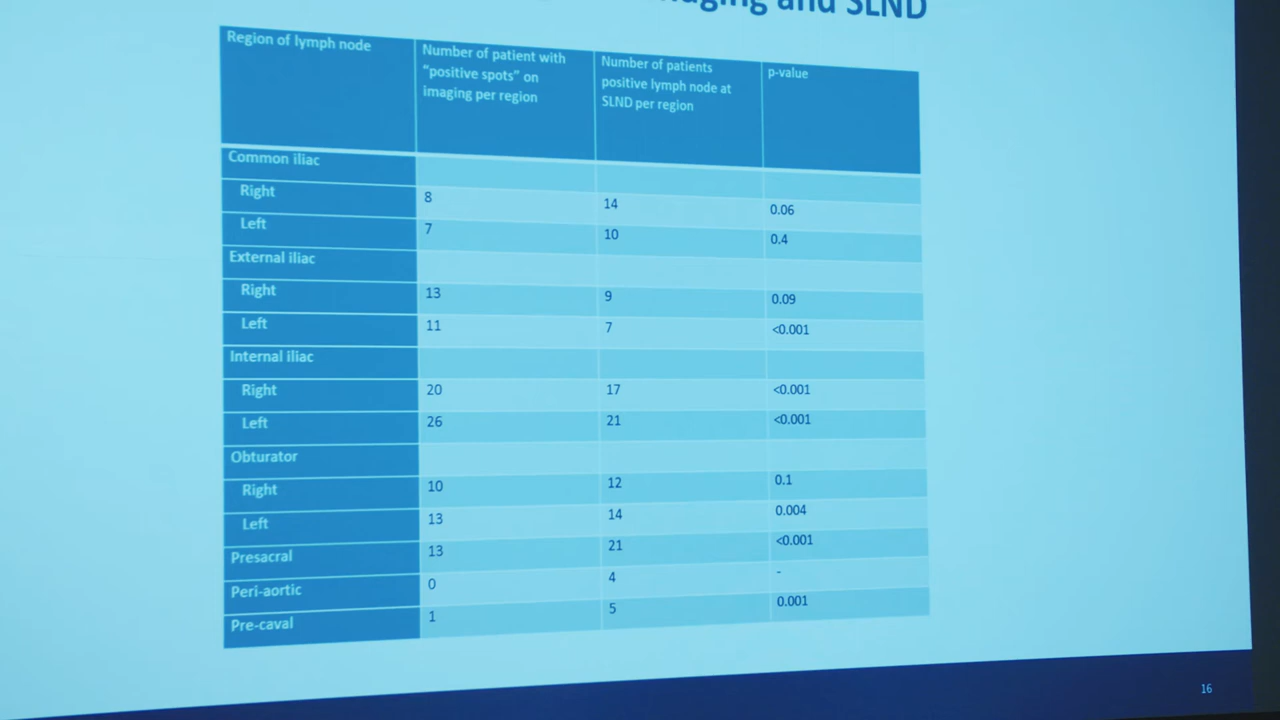 and SLND
Region of lymph node
Number of patient with
“positive spots” on
imaging per region
Number of patients
positive lymph node at
SLND per region
p-value
Common iliac
Right 8 14 0.06
Left 7 10 0.4
External iliac
Right 13 9 0.09
Left 11 7 <0.001
Internal iliac
Right 20 17 <0.001
Left 26 21 <0.001
Obturator
Right 10 12 0.1
Left 13 14 0.004
Presacral 13 21 <0.001
Peri-aortic 0 4 -
Pre-caval 1 5 0.001
16